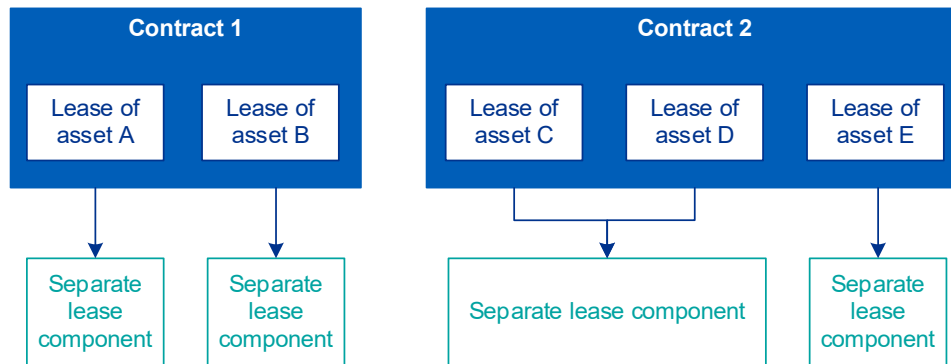 Contract 1
Lease of
asset A
Lease of
asset B
Separate
lease
component
Separate
lease
component
Contract 2
Lease of
asset C
Lease of
asset D
Lease of
asset E
Separate lease component
Separate
lease
component